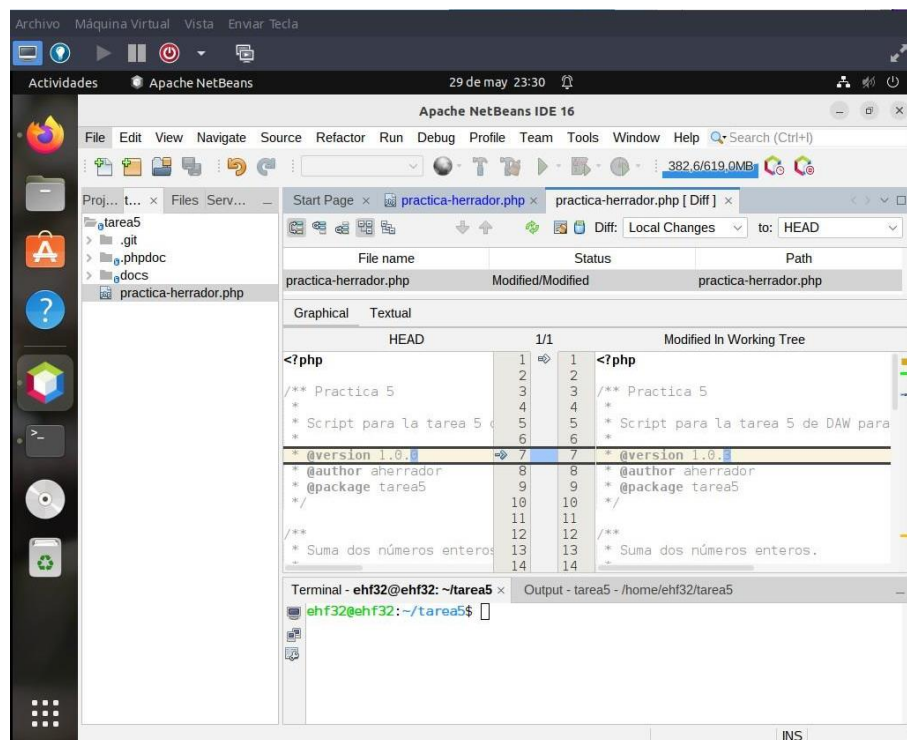 Archivo Máquina Virtual Vista Enviar Tecla
Actividades Apache NetBeans 29 de may 23:30
Apache NetBeans IDE 16
File Edit View Navigate Source Refactor Run Debug Profile Team Tools Window Help Search (Ctrl+I)
382,6/619,0MB
Proj... t... × Files Serv... Start Page × practica-herrador.php × practica-herrador.php [ Diff ] ×
tarea5
.git
.phpdoc
docs
practica-herrador.php
Diff: Local Changes to: HEAD
File name Status Path
practica-herrador.php Modified/Modified practica-herrador.php
Graphical Textual
HEAD 1/1 Modified In Working Tree
<?php 1 1 <?php
2 2
/** Practica 5 3 3 /** Practica 5
* 4 4 *
* Script para la tarea 5 5 5 * Script para la tarea 5 de DAW para
* 6 6 *
* @version 1.0. 7 7 * @version 1.0.
* @author aherrador 8 8 * @author aherrador
* @package tarea5 9 9 * @package tarea5
*/ 10 10 */
11 11
/** 12 12 /**
* Suma dos números enteros 13 13 * Suma dos números enteros.
14 14
Terminal - ehf32@ehf32: ~/tarea5 × Output - tarea5 - /home/ehf32/tarea5
ehf32@ehf32:~/tarea5$
INS